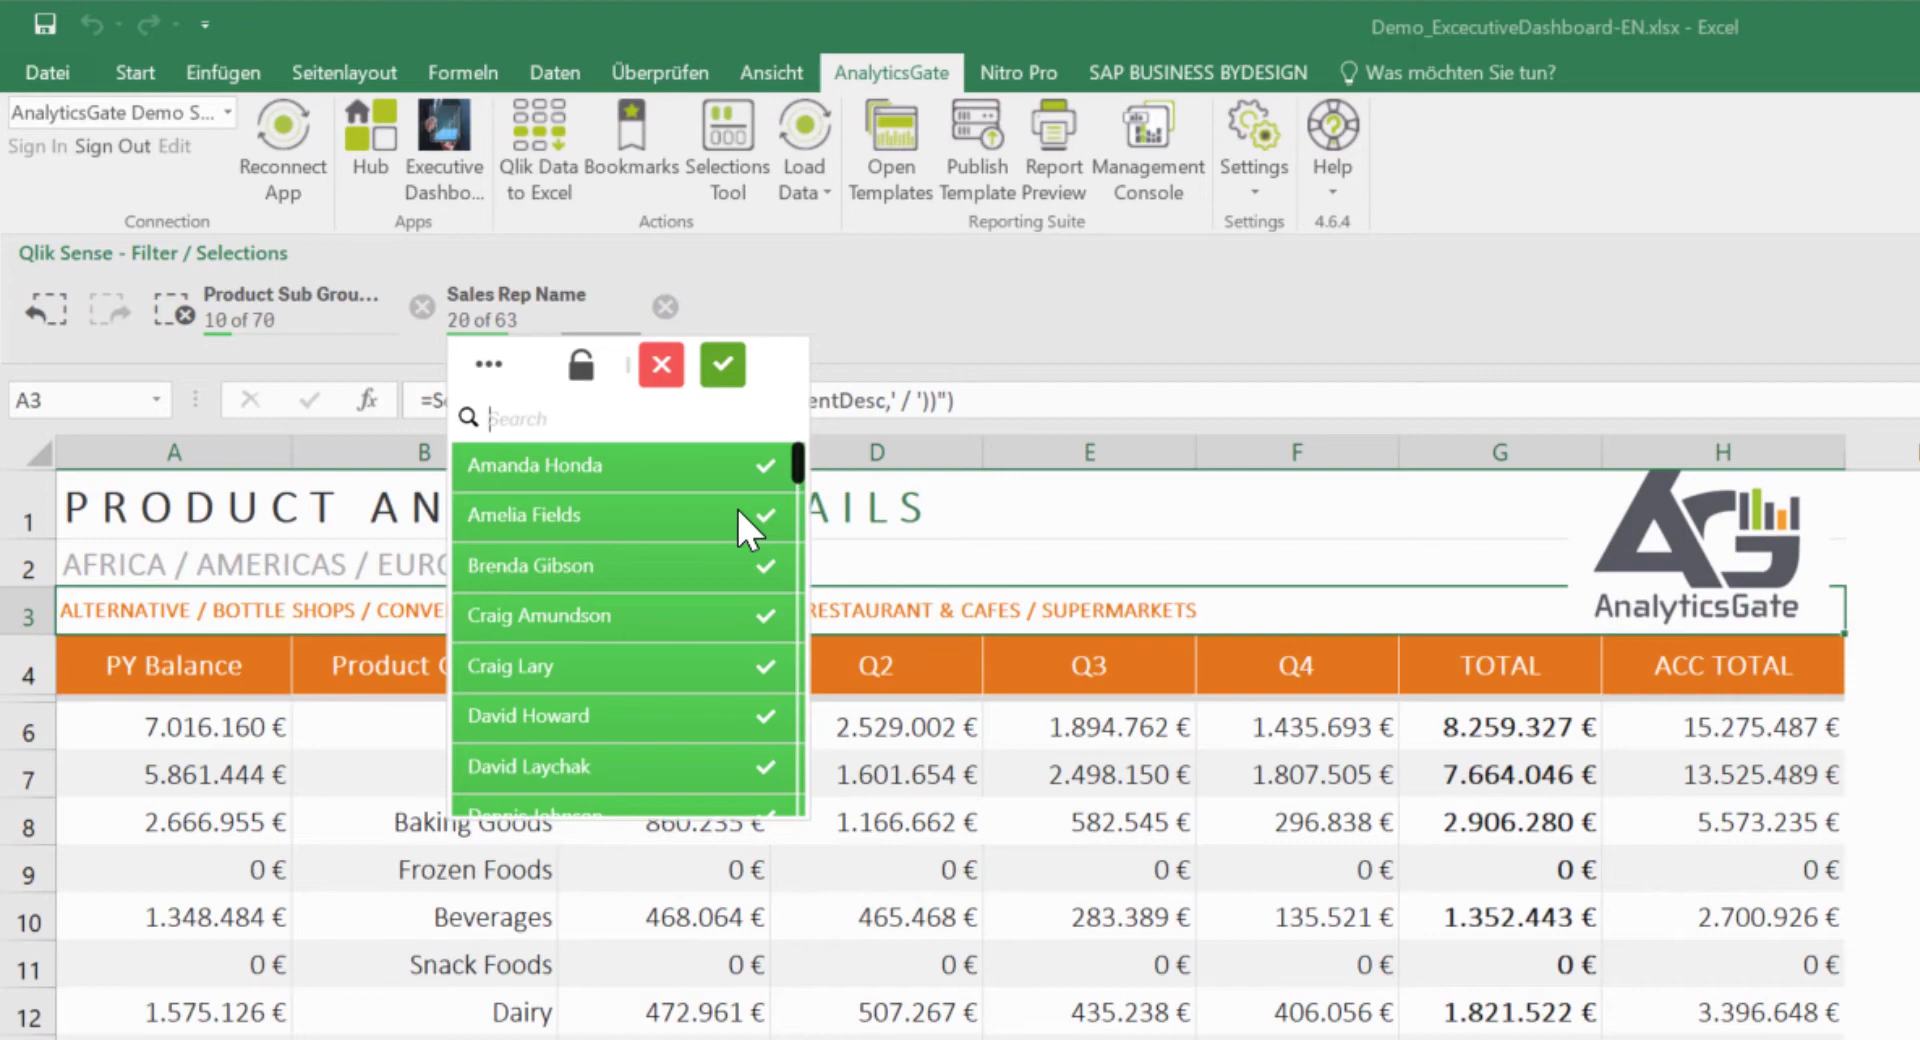 Demo_ExcecutiveDashboard-EN.xlsx - Excel
Datei Start Einfügen Seitenlayout Formeln Daten Überprüfen Ansicht AnalyticsGate Nitro Pro SAP BUSINESS BYDESIGN Was möchten Sie tun?
AnalyticsGate Demo S...
Sign In Sign Out Edit
Reconnect App
Connection
Hub
Executive Dashbo...
Apps
Qlik Data to Excel
Bookmarks
Selections Tool
Load Data
Actions
Open Templates
Publish Template
Report Preview
Management Console
Reporting Suite
Settings
Settings
Help
4.6.4
Qlik Sense - Filter / Selections
Product Sub Grou...
10 of 70
Sales Rep Name
20 of 63
Search
Amanda Honda
Amelia Fields
Brenda Gibson
Craig Amundson
Craig Lary
David Howard
David Laychak
Dennis Johnson
A3 fx =S entDesc,' / '))")
A B D E F G H
1 PRODUCT AN AILS
2 AFRICA / AMERICAS / EURO
3 ALTERNATIVE / BOTTLE SHOPS / CONVE RESTAURANT & CAFES / SUPERMARKETS
AnalyticsGate
4 PY Balance Product Q2 Q3 Q4 TOTAL ACC TOTAL
6 7.016.160 € 2.529.002 € 1.894.762 € 1.435.693 € 8.259.327 € 15.275.487 €
7 5.861.444 € 1.601.654 € 2.498.150 € 1.807.505 € 7.664.046 € 13.525.489 €
8 2.666.955 € Baking Goods 860.235 € 1.166.662 € 582.545 € 296.838 € 2.906.280 € 5.573.235 €
9 0 € Frozen Foods 0 € 0 € 0 € 0 € 0 € 0 €
10 1.348.484 € Beverages 468.064 € 465.468 € 283.389 € 135.521 € 1.352.443 € 2.700.926 €
11 0 € Snack Foods 0 € 0 € 0 € 0 € 0 € 0 €
12 1.575.126 € Dairy 472.961 € 507.267 € 435.238 € 406.056 € 1.821.522 € 3.396.648 €